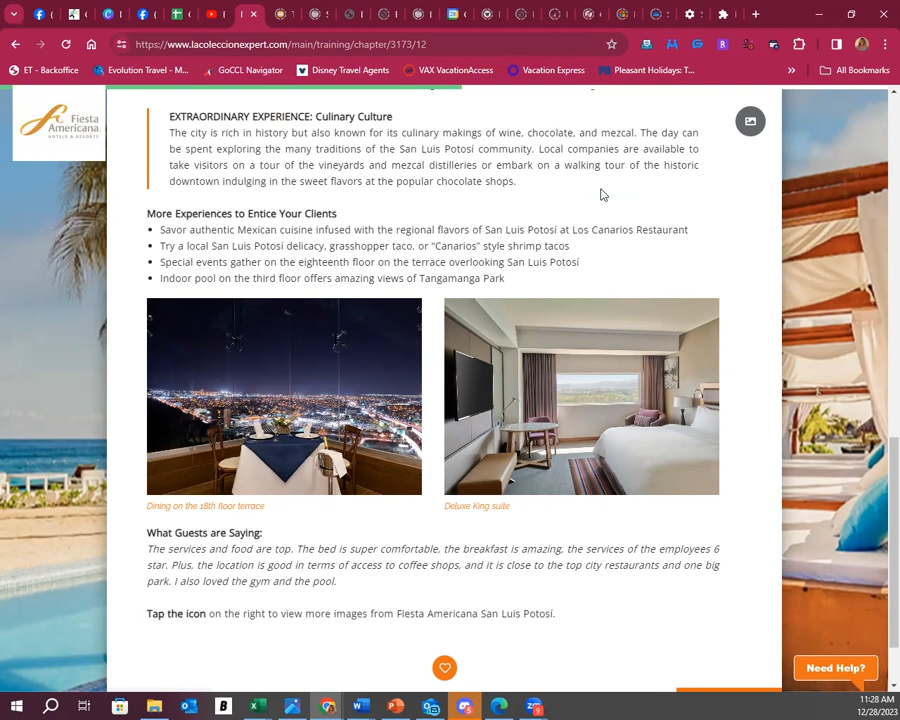 https://www.lacoleccionexpert.com/main/training/chapter/3173/12
ET - Backoffice
Evolution Travel - M...
GoCCL Navigator
Disney Travel Agents
VAX VacationAccess
Vacation Express
Pleasant Holidays: T...
»
All Bookmarks
Fiesta
Americana.
HOTELS & RESORTS
EXTRAORDINARY EXPERIENCE: Culinary Culture
The city is rich in history but also known for its culinary makings of wine, chocolate, and mezcal. The day can
be spent exploring the many traditions of the San Luis Potosí community. Local companies are available to
take visitors on a tour of the vineyards and mezcal distilleries or embark on a walking tour of the historic
downtown indulging in the sweet flavors at the popular chocolate shops.
More Experiences to Entice Your Clients
• Savor authentic Mexican cuisine infused with the regional flavors of San Luis Potosí at Los Canarios Restaurant
• Try a local San Luis Potosí delicacy, grasshopper taco, or “Canarios” style shrimp tacos
• Special events gather on the eighteenth floor on the terrace overlooking San Luis Potosí
• Indoor pool on the third floor offers amazing views of Tangamanga Park
Dining on the 18th floor terrace
Deluxe King suite
What Guests are Saying:
The services and food are top. The bed is super comfortable, the breakfast is amazing, the services of the employees 6
star. Plus, the location is good in terms of access to coffee shops, and it is close to the top city restaurants and one big
park. I also loved the gym and the pool.
Tap the icon on the right to view more images from Fiesta Americana San Luis Potosí.
Need Help?
11:28 AM
12/28/2023